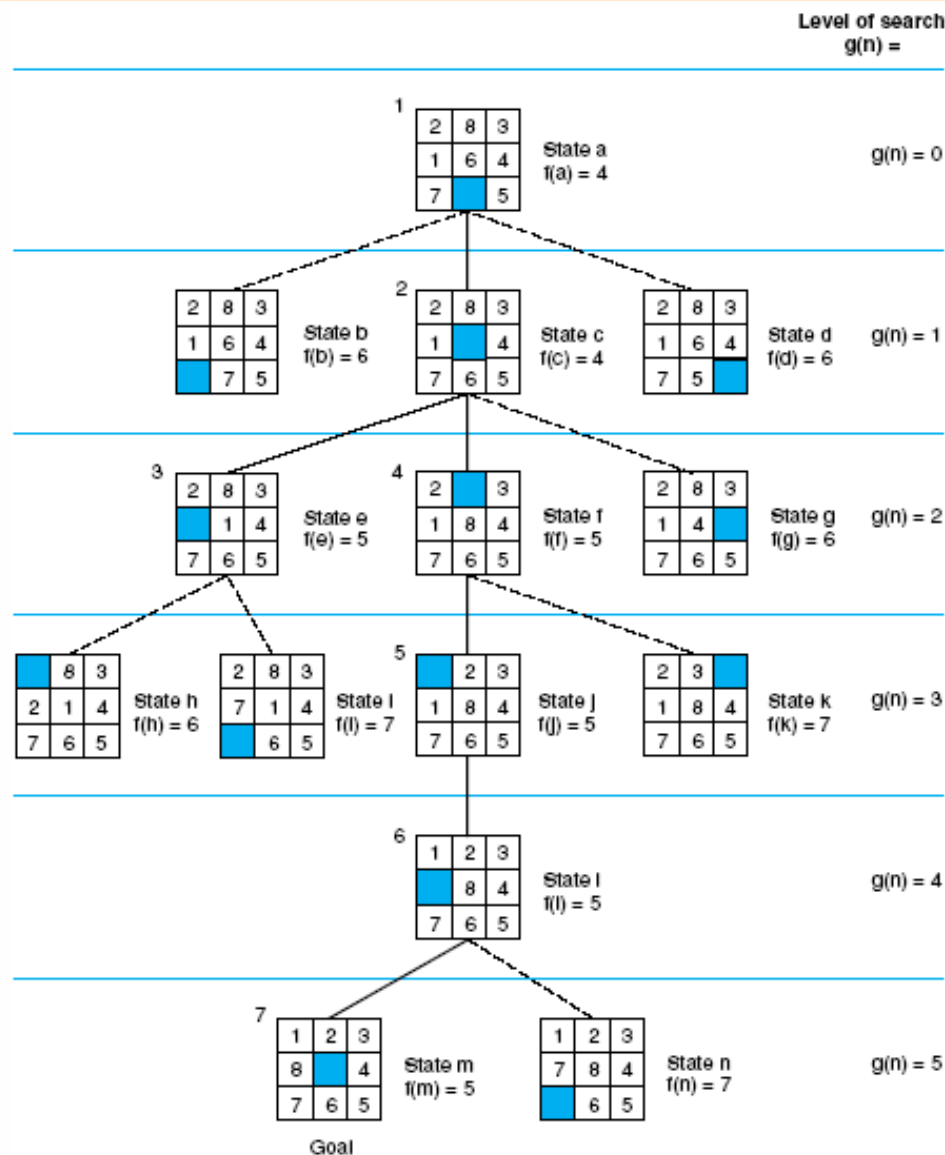 Level of search
g(n) =
1
2 8 3
1 6 4
7 5
State a
f(a) = 4
g(n) = 0
2 8 3
1 6 4
7 5
State b
f(b) = 6
2
2 8 3
1 4
7 6 5
State c
f(c) = 4
2 8 3
1 6 4
7 5
State d
f(d) = 6
g(n) = 1
3
2 8 3
1 4
7 6 5
State e
f(e) = 5
4
2 3
1 8 4
7 6 5
State f
f(f) = 5
2 8 3
1 4
7 6 5
State g
f(g) = 6
g(n) = 2
8 3
2 1 4
7 6 5
State h
f(h) = 6
2 8 3
7 1 4
6 5
State i
f(i) = 7
5
2 3
1 8 4
7 6 5
State j
f(j) = 5
2 3
1 8 4
7 6 5
State k
f(k) = 7
g(n) = 3
6
1 2 3
8 4
7 6 5
State l
f(l) = 5
g(n) = 4
7
1 2 3
8 4
7 6 5
State m
f(m) = 5
Goal
1 2 3
7 8 4
6 5
State n
f(n) = 7
g(n) = 5